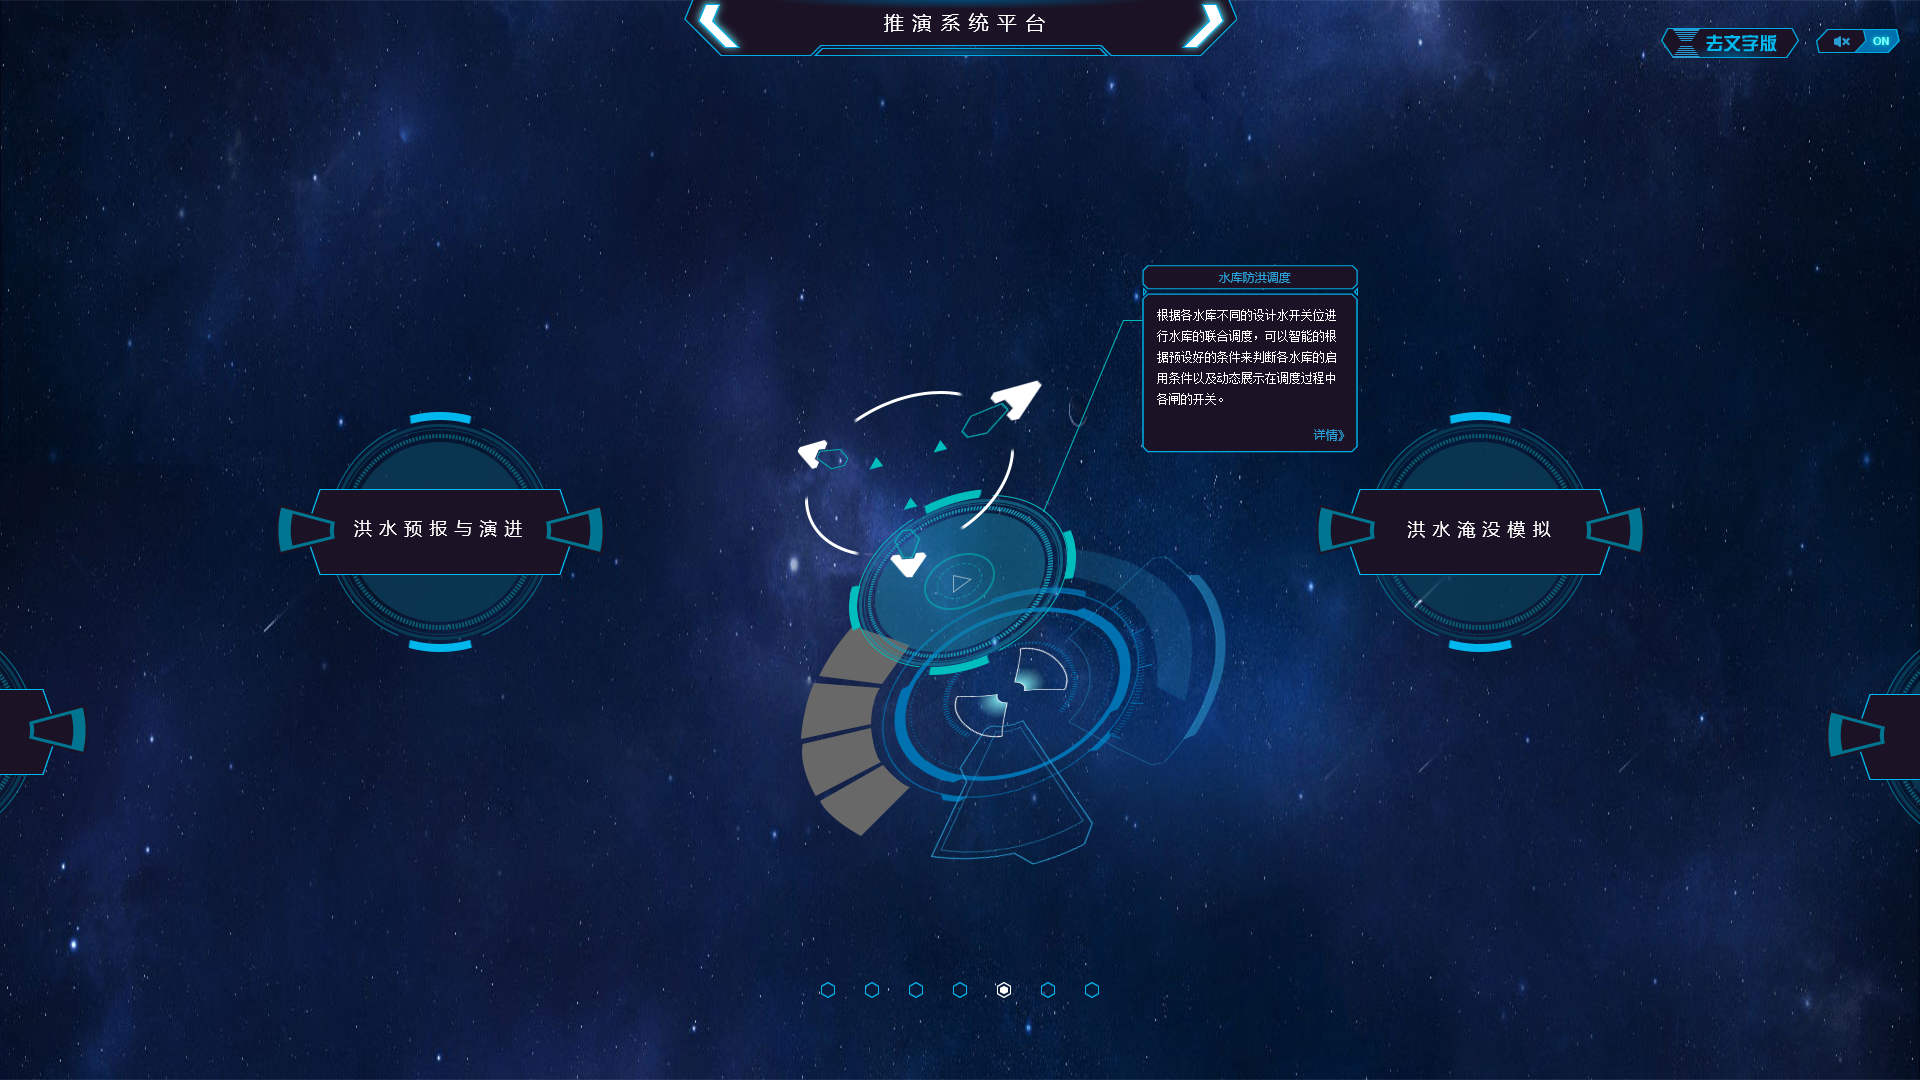 推演系统平台
去文字版
ON
水库防洪调度
根据各水库不同的设计水开关位进
行水库的联合调度，可以智能的根
据预设好的条件来判断各水库的启
用条件以及动态展示在调度过程中
各闸的开关。
详情》
洪水预报与演进
洪水淹没模拟